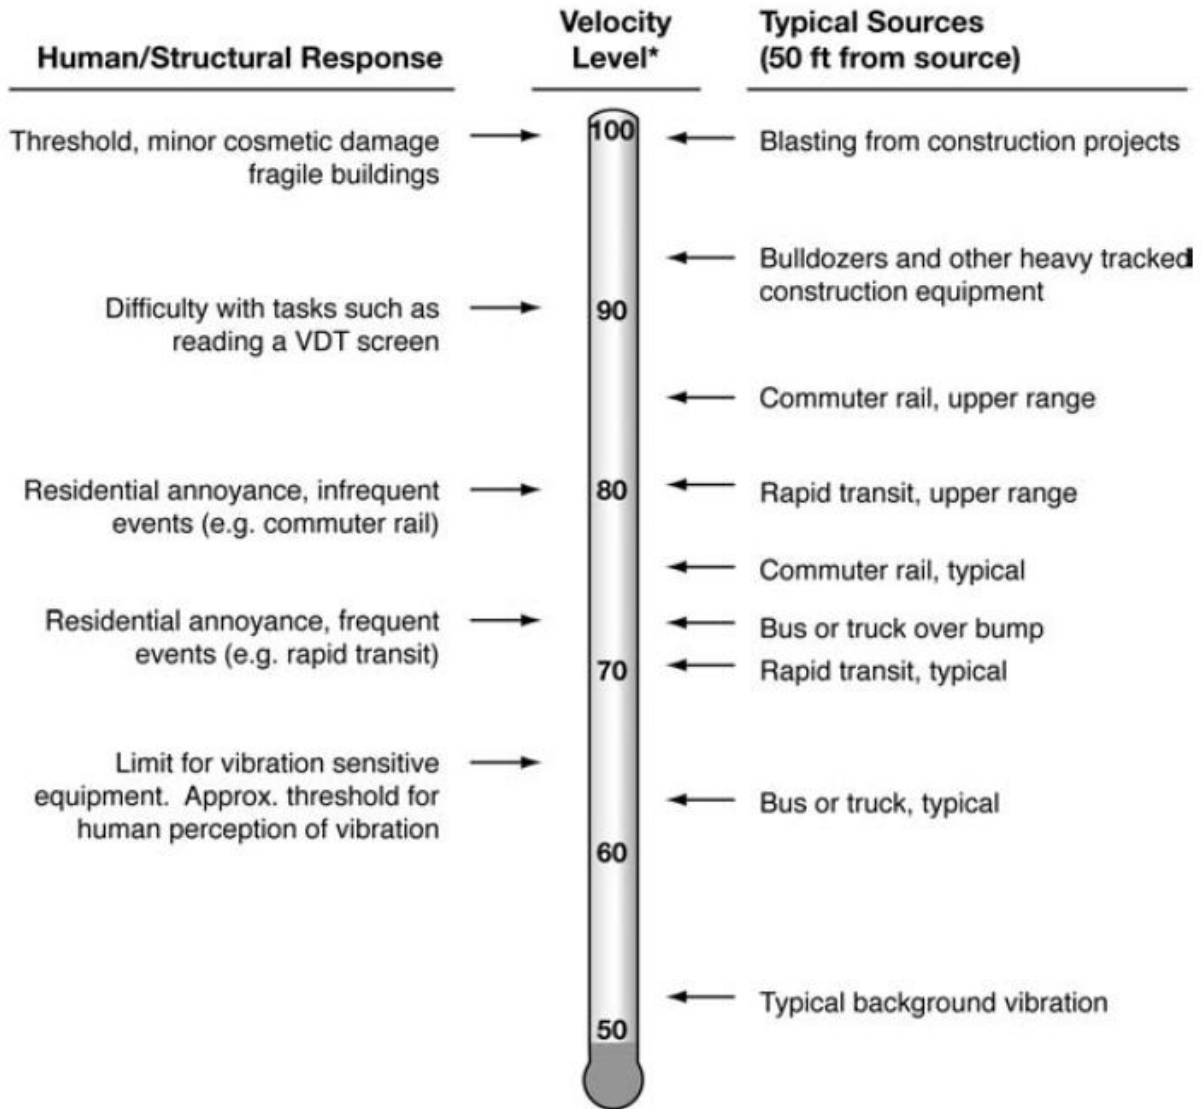 Human/Structural Response
Velocity
Level*
Typical Sources
(50 ft from source)
Threshold, minor cosmetic damage
fragile buildings
100
Blasting from construction projects
Bulldozers and other heavy tracked
construction equipment
Difficulty with tasks such as
reading a VDT screen
90
Commuter rail, upper range
Residential annoyance, infrequent
events (e.g. commuter rail)
80
Rapid transit, upper range
Commuter rail, typical
Residential annoyance, frequent
events (e.g. rapid transit)
Bus or truck over bump
70
Rapid transit, typical
Limit for vibration sensitive
equipment. Approx. threshold for
human perception of vibration
Bus or truck, typical
60
Typical background vibration
50